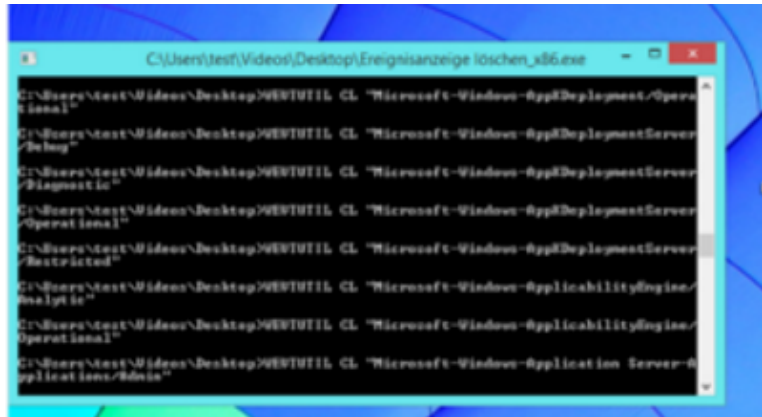 C:\Users\test\Videos\Desktop\Ereignisanzeige löschen_x86.exe
C:\Users\test\Videos\Desktop>WEVTUTIL CL "Microsoft-Windows-AppXDeployment/Opera
tional"
C:\Users\test\Videos\Desktop>WEVTUTIL CL "Microsoft-Windows-AppXDeploymentServer
/Debug"
C:\Users\test\Videos\Desktop>WEVTUTIL CL "Microsoft-Windows-AppXDeploymentServer
/Diagnostic"
C:\Users\test\Videos\Desktop>WEVTUTIL CL "Microsoft-Windows-AppXDeploymentServer
/Operational"
C:\Users\test\Videos\Desktop>WEVTUTIL CL "Microsoft-Windows-AppXDeploymentServer
/Restricted"
C:\Users\test\Videos\Desktop>WEVTUTIL CL "Microsoft-Windows-ApplicabilityEngine/
Analytic"
C:\Users\test\Videos\Desktop>WEVTUTIL CL "Microsoft-Windows-ApplicabilityEngine/
Operational"
C:\Users\test\Videos\Desktop>WEVTUTIL CL "Microsoft-Windows-Application Server-A
pplications/Admin"